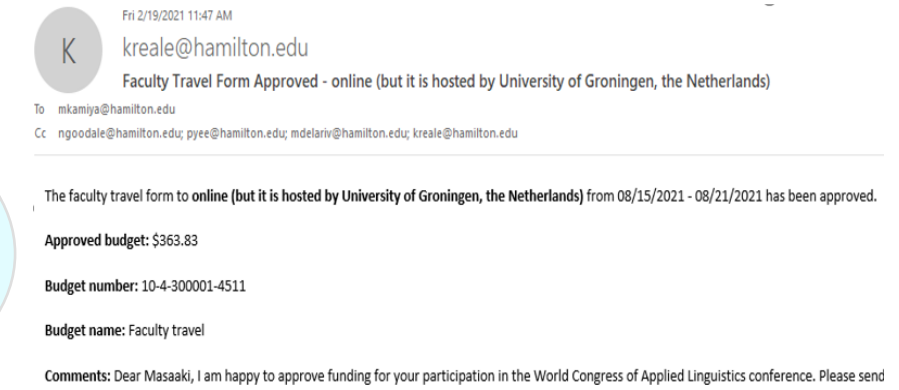 Fri 2/19/2021 11:47 AM
K
kreale@hamilton.edu
Faculty Travel Form Approved - online (but it is hosted by University of Groningen, the Netherlands)
To mkamiya@hamilton.edu
Cc ngoodale@hamilton.edu; pyee@hamilton.edu; mdelariv@hamilton.edu; kreale@hamilton.edu
The faculty travel form to online (but it is hosted by University of Groningen, the Netherlands) from 08/15/2021 - 08/21/2021 has been approved.
Approved budget: $363.83
Budget number: 10-4-300001-4511
Budget name: Faculty travel
Comments: Dear Masaaki, I am happy to approve funding for your participation in the World Congress of Applied Linguistics conference. Please send